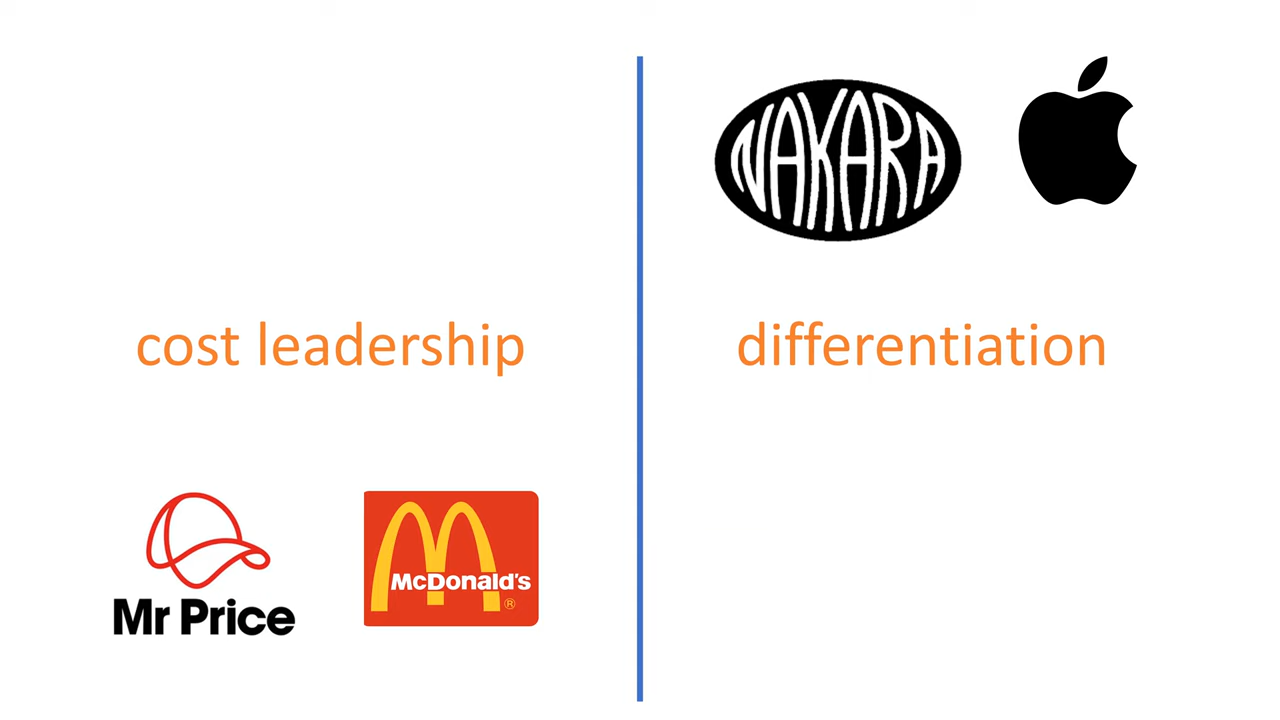 NAKARA
cost leadership
differentiation
Mr Price
McDonald's
®